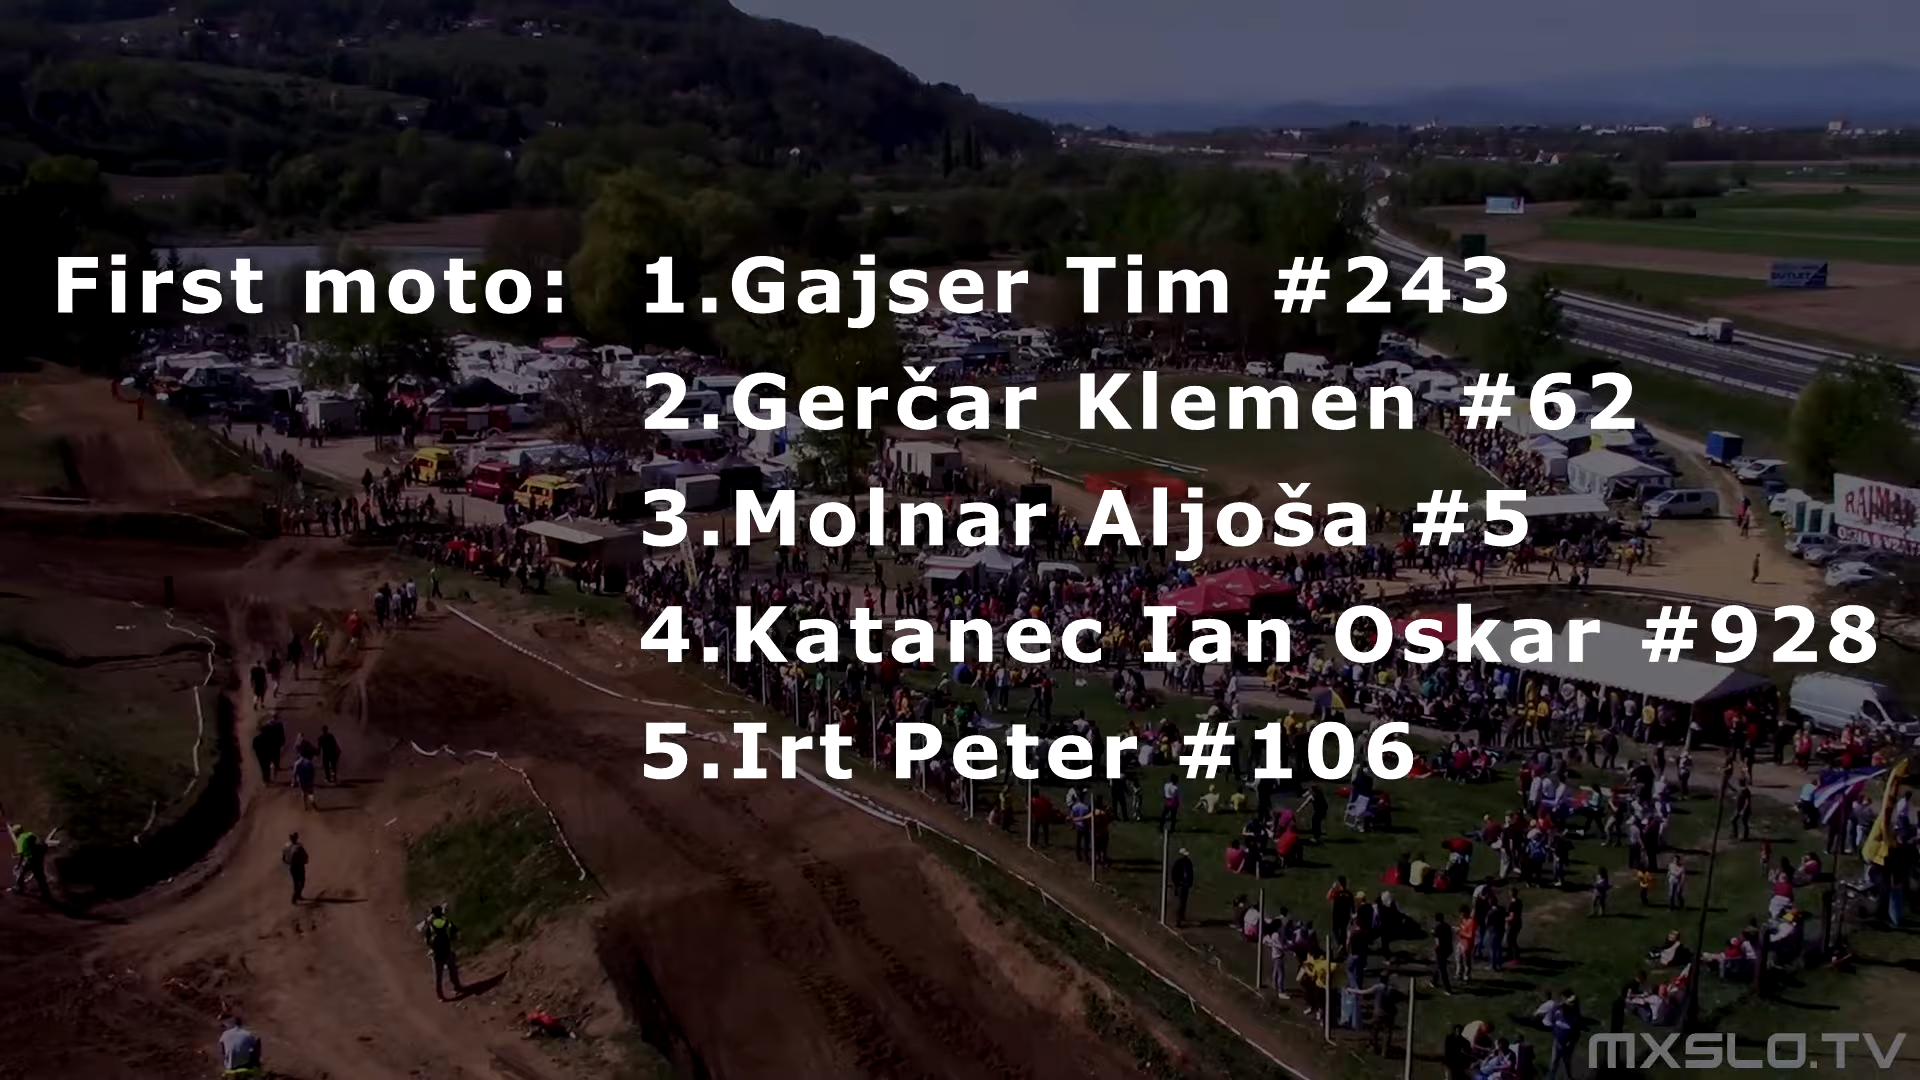 First moto: 1.Gajser Tim #243
2.Gerčar Klemen #62
3.Molnar Aljoša #5
4.Katanec Ian Oskar #928
5.Irt Peter #106
MXSLO.TV